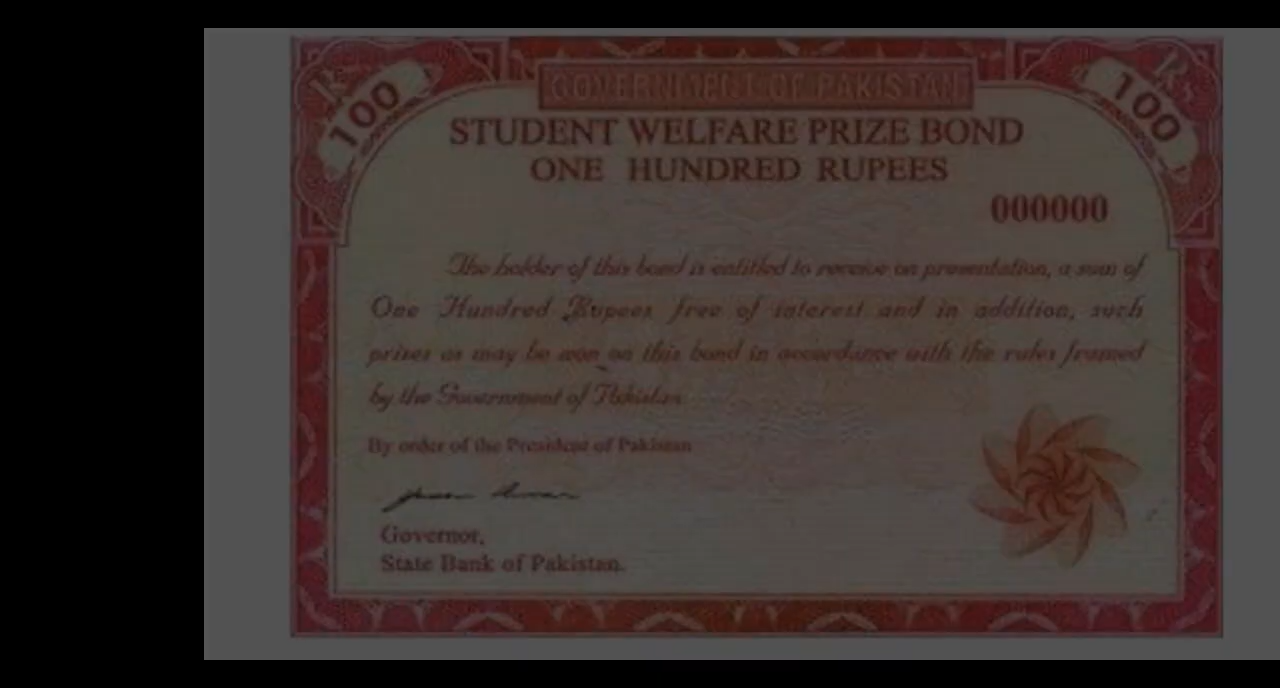 Rs 100
Rs 100
GOVERNMENT OF PAKISTAN
STUDENT WELFARE PRIZE BOND
ONE HUNDRED RUPEES
000000
The holder of this bond is entitled to receive on presentation, a sum of
One Hundred Rupees free of interest and in addition, such
prizes as may be won on this bond in accordance with the rules framed
by the Government of Pakistan
By order of the President of Pakistan
Governor,
State Bank of Pakistan.